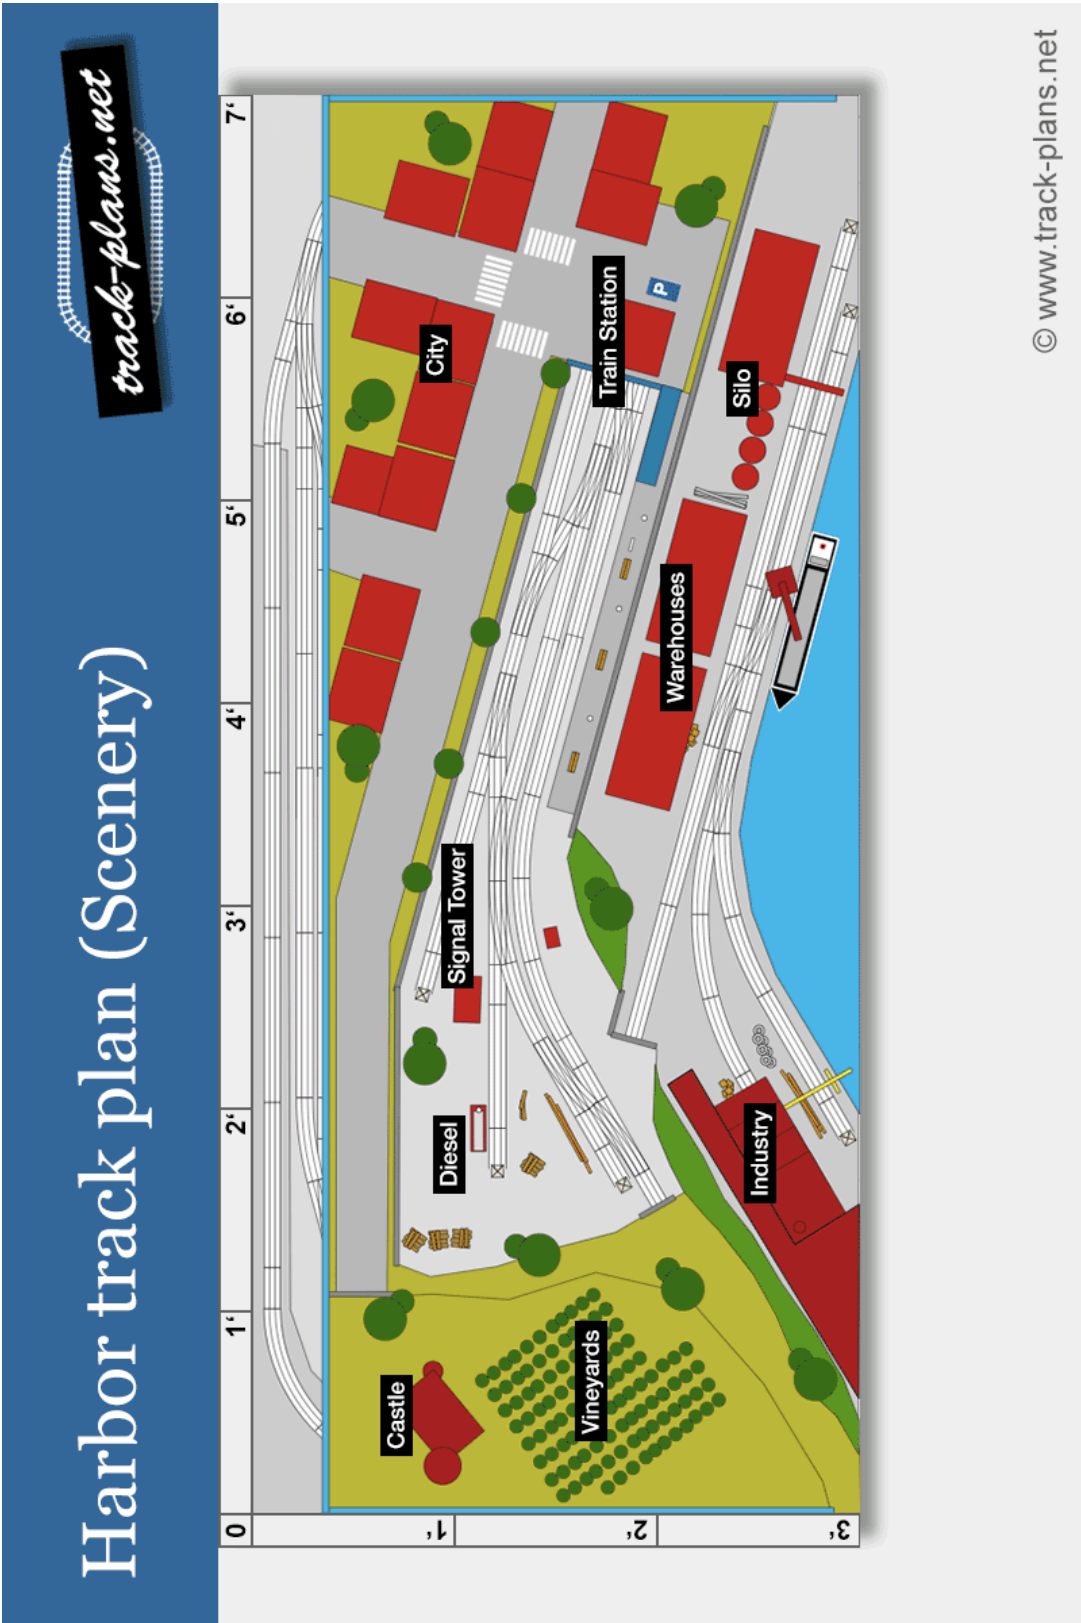 Harbor track plan (Scenery)
track-plans.net
0
1‘
2‘
3‘
4‘
5‘
6‘
7‘
1‘
2‘
3‘
City
Train Station
P
Silo
Warehouses
Signal Tower
Diesel
Industry
Castle
Vineyards
© www.track-plans.net